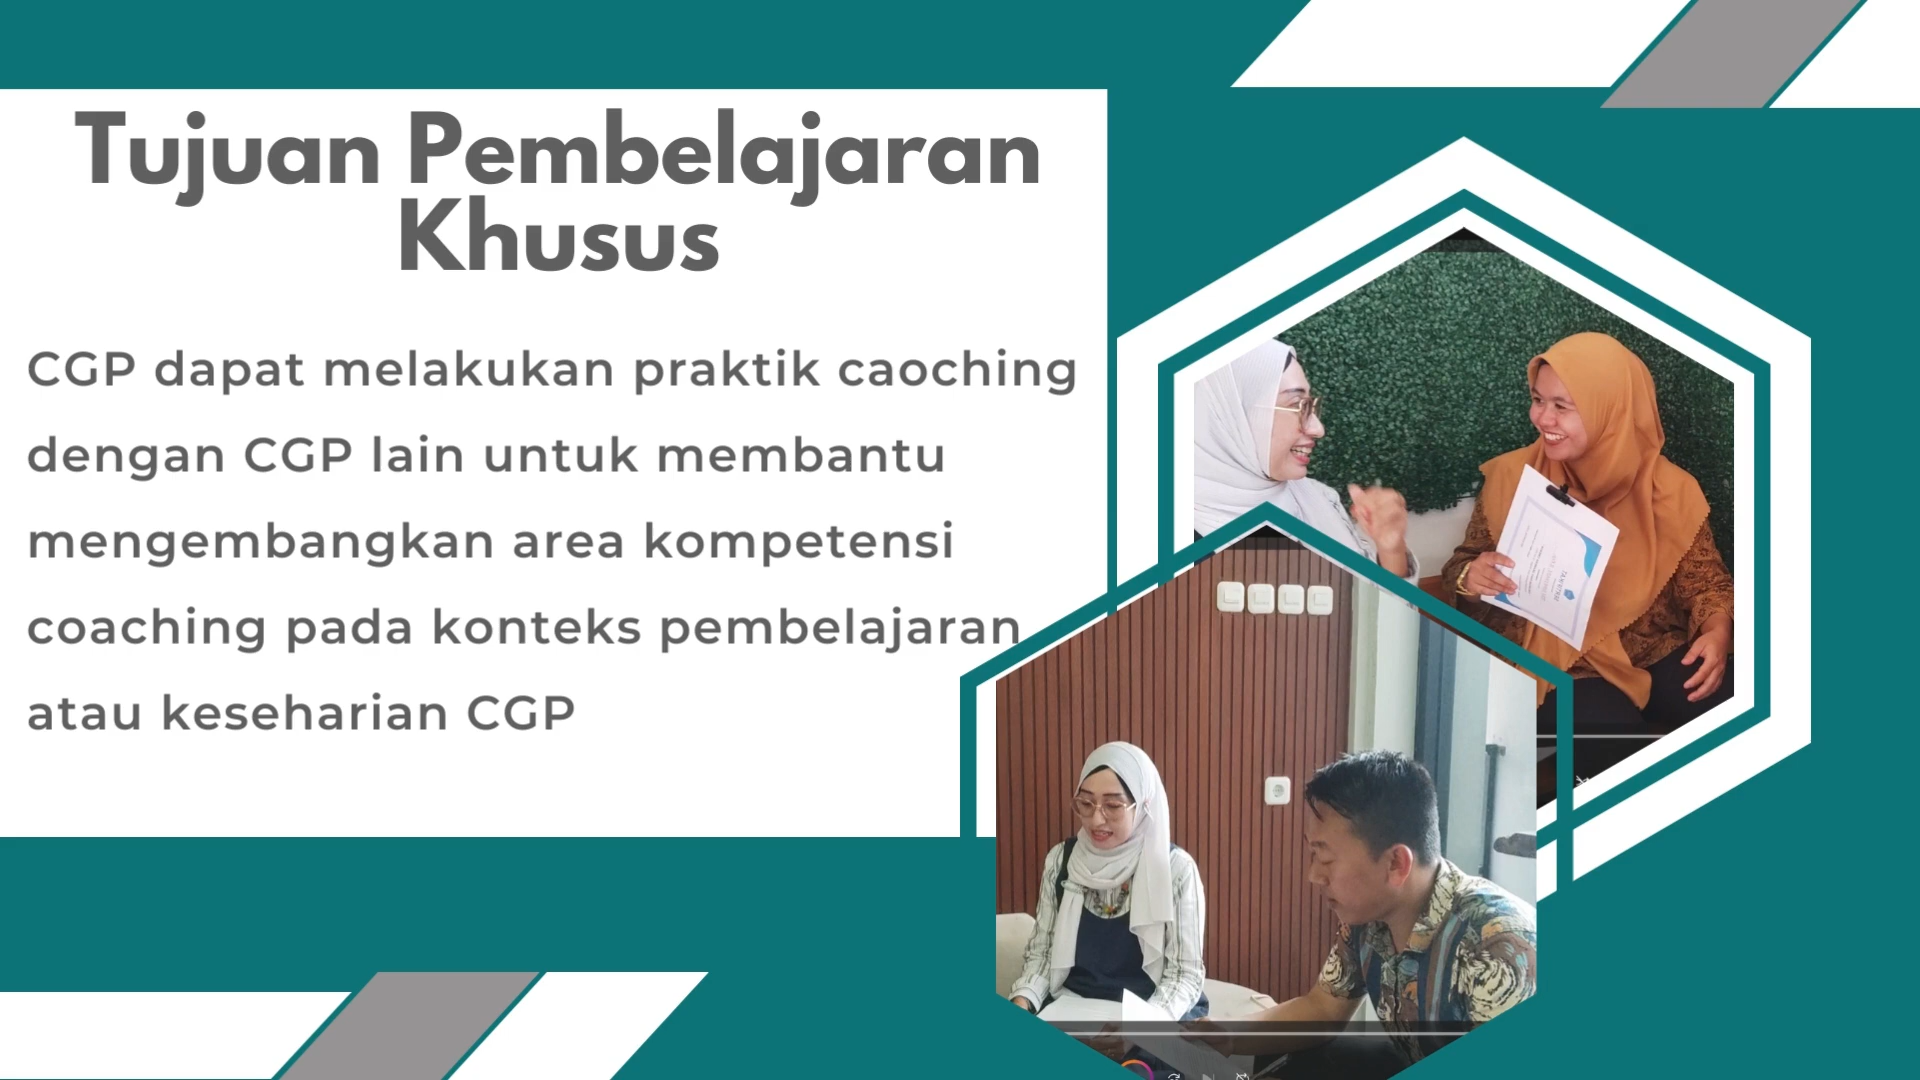 Tujuan Pembelajaran
Khusus
CGP dapat melakukan praktik caoching
dengan CGP lain untuk membantu
mengembangkan area kompetensi
coaching pada konteks pembelajaran
atau keseharian CGP